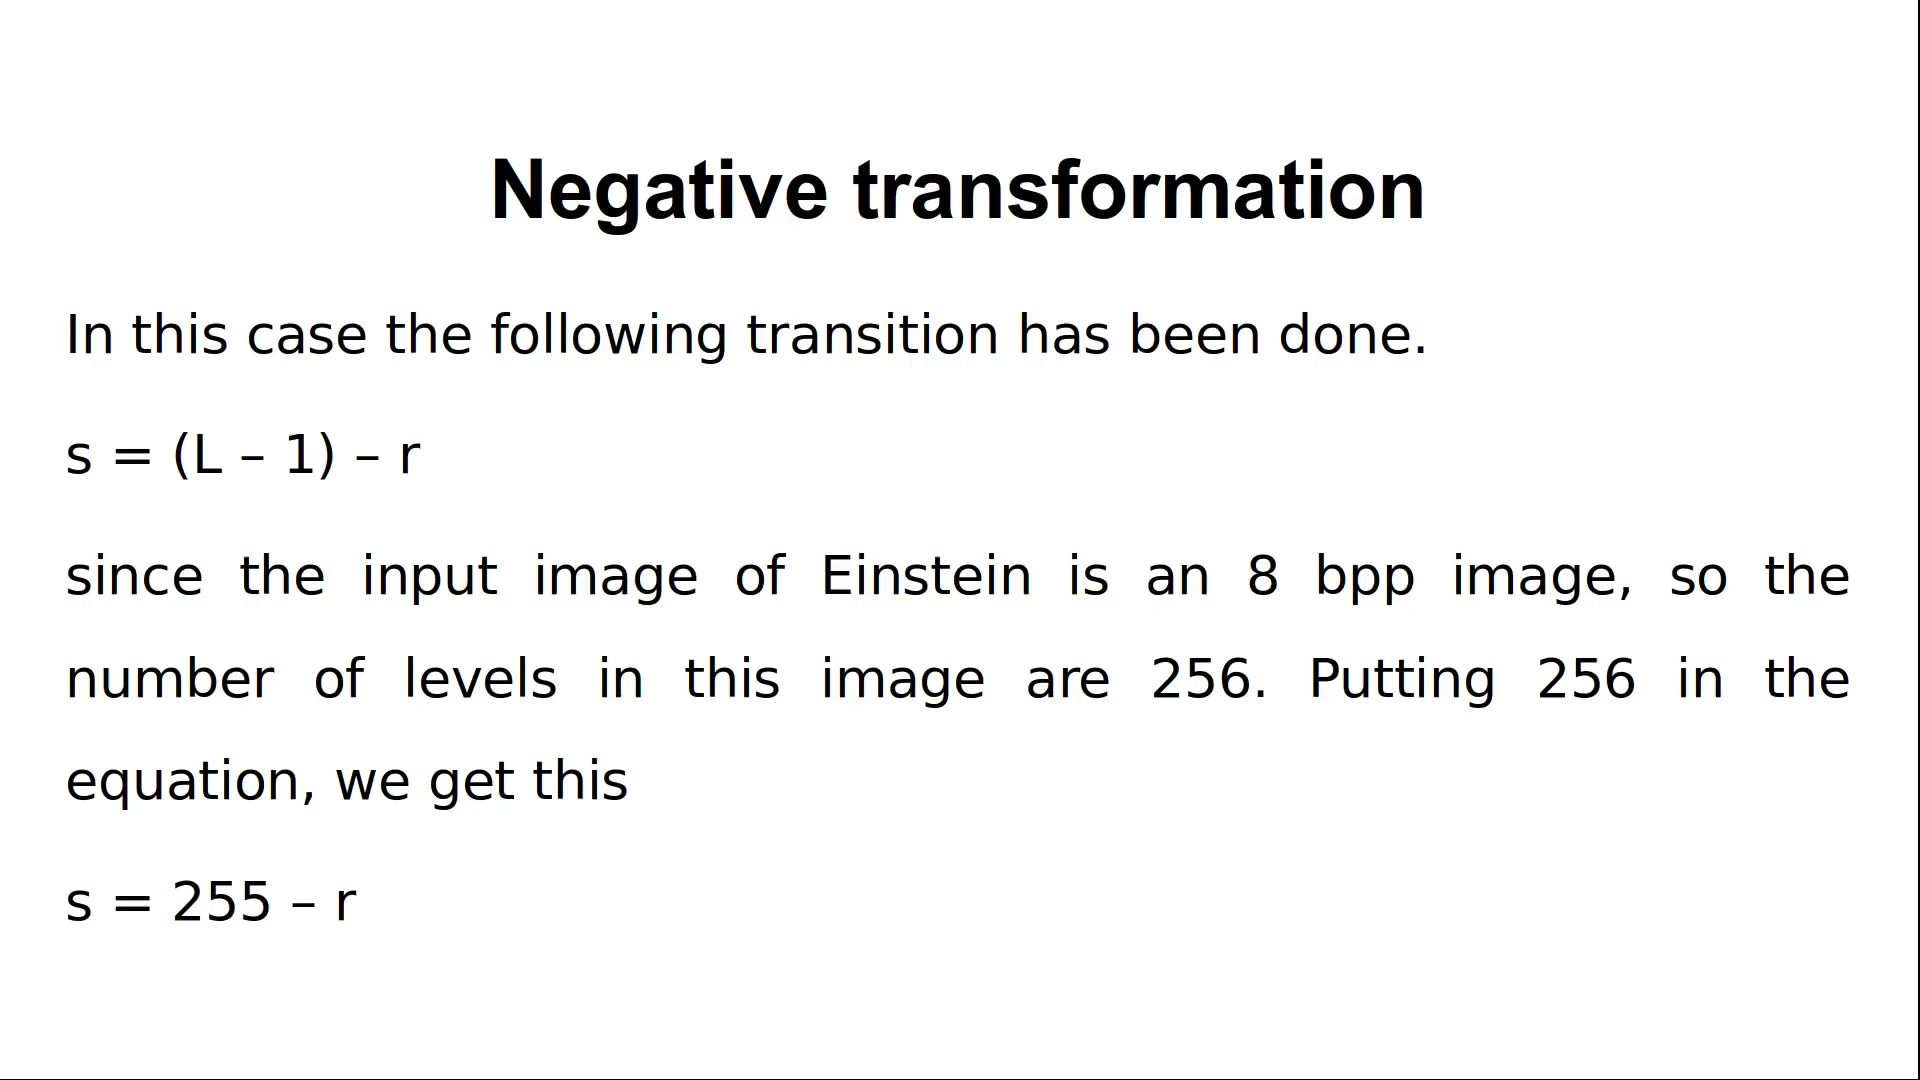 Negative transformation
In this case the following transition has been done.
s = (L – 1) – r
since the input image of Einstein is an 8 bpp image, so the
number of levels in this image are 256. Putting 256 in the
equation, we get this
s = 255 – r